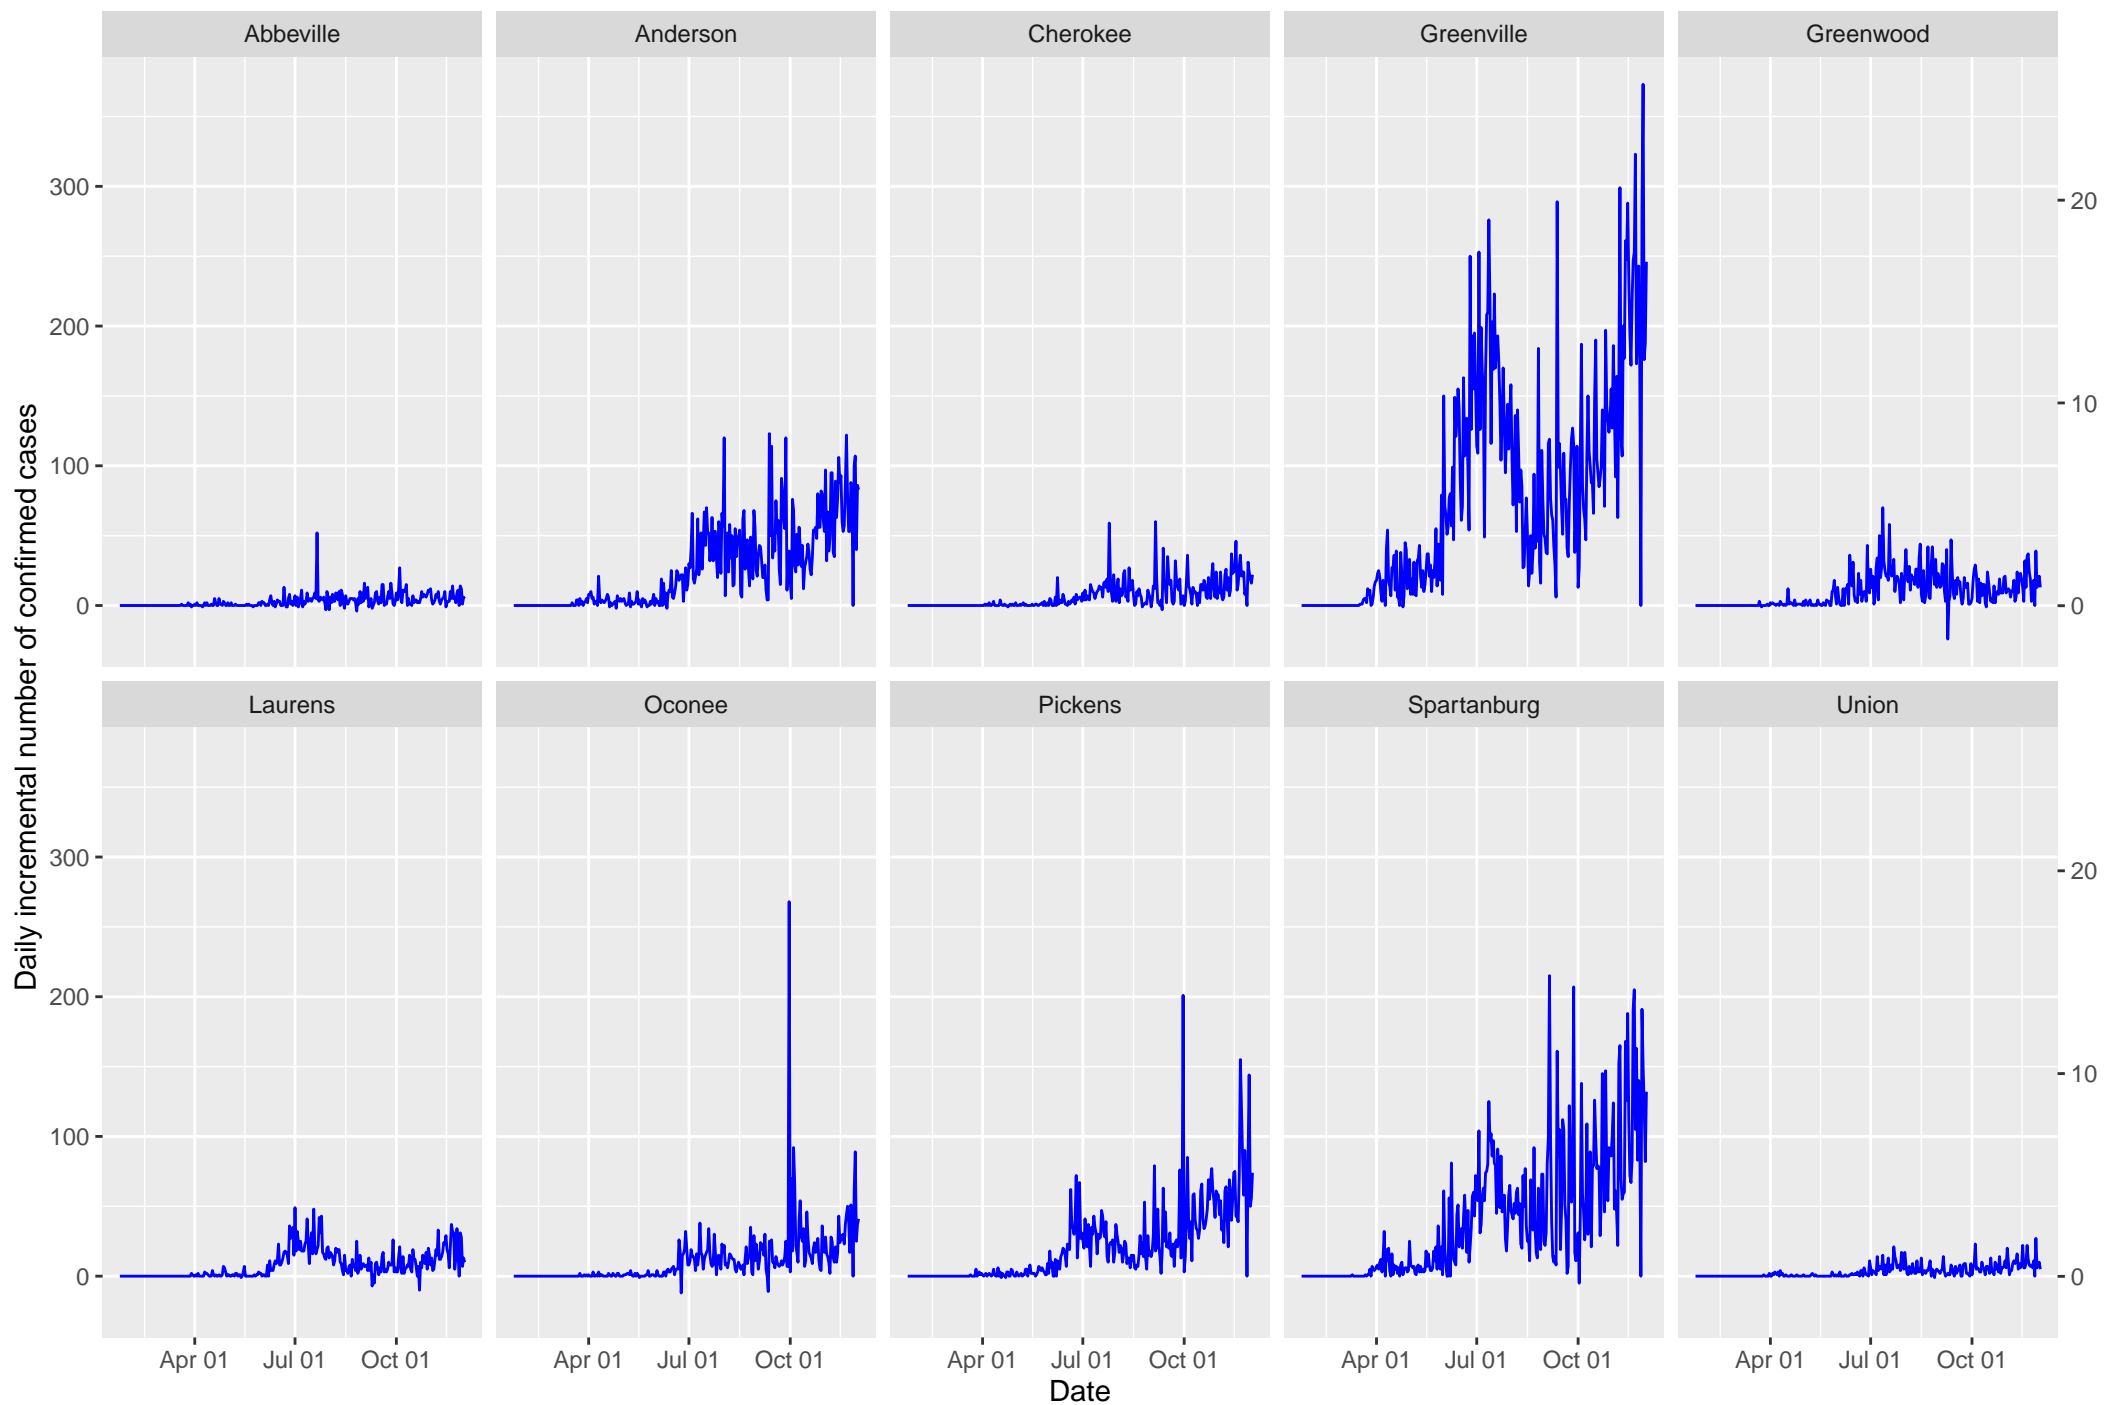 Abbeville Anderson Cherokee Greenville Greenwood
300
200
100
0
20
10
0
Laurens Oconee Pickens Spartanburg Union
300
200
100
0
20
10
0
Apr 01 Jul 01 Oct 01 Apr 01 Jul 01 Oct 01 Apr 01 Jul 01 Oct 01 Apr 01 Jul 01 Oct 01 Apr 01 Jul 01 Oct 01
Date
Daily incremental number of confirmed cases